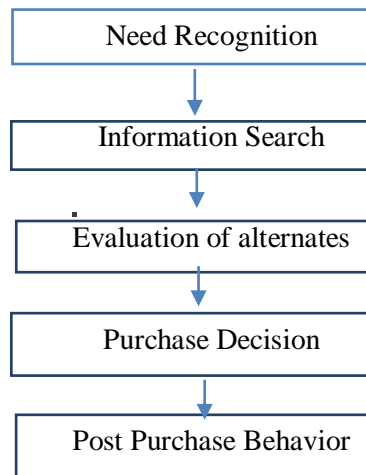 Need Recognition
Information Search
Evaluation of alternates
Purchase Decision
Post Purchase Behavior